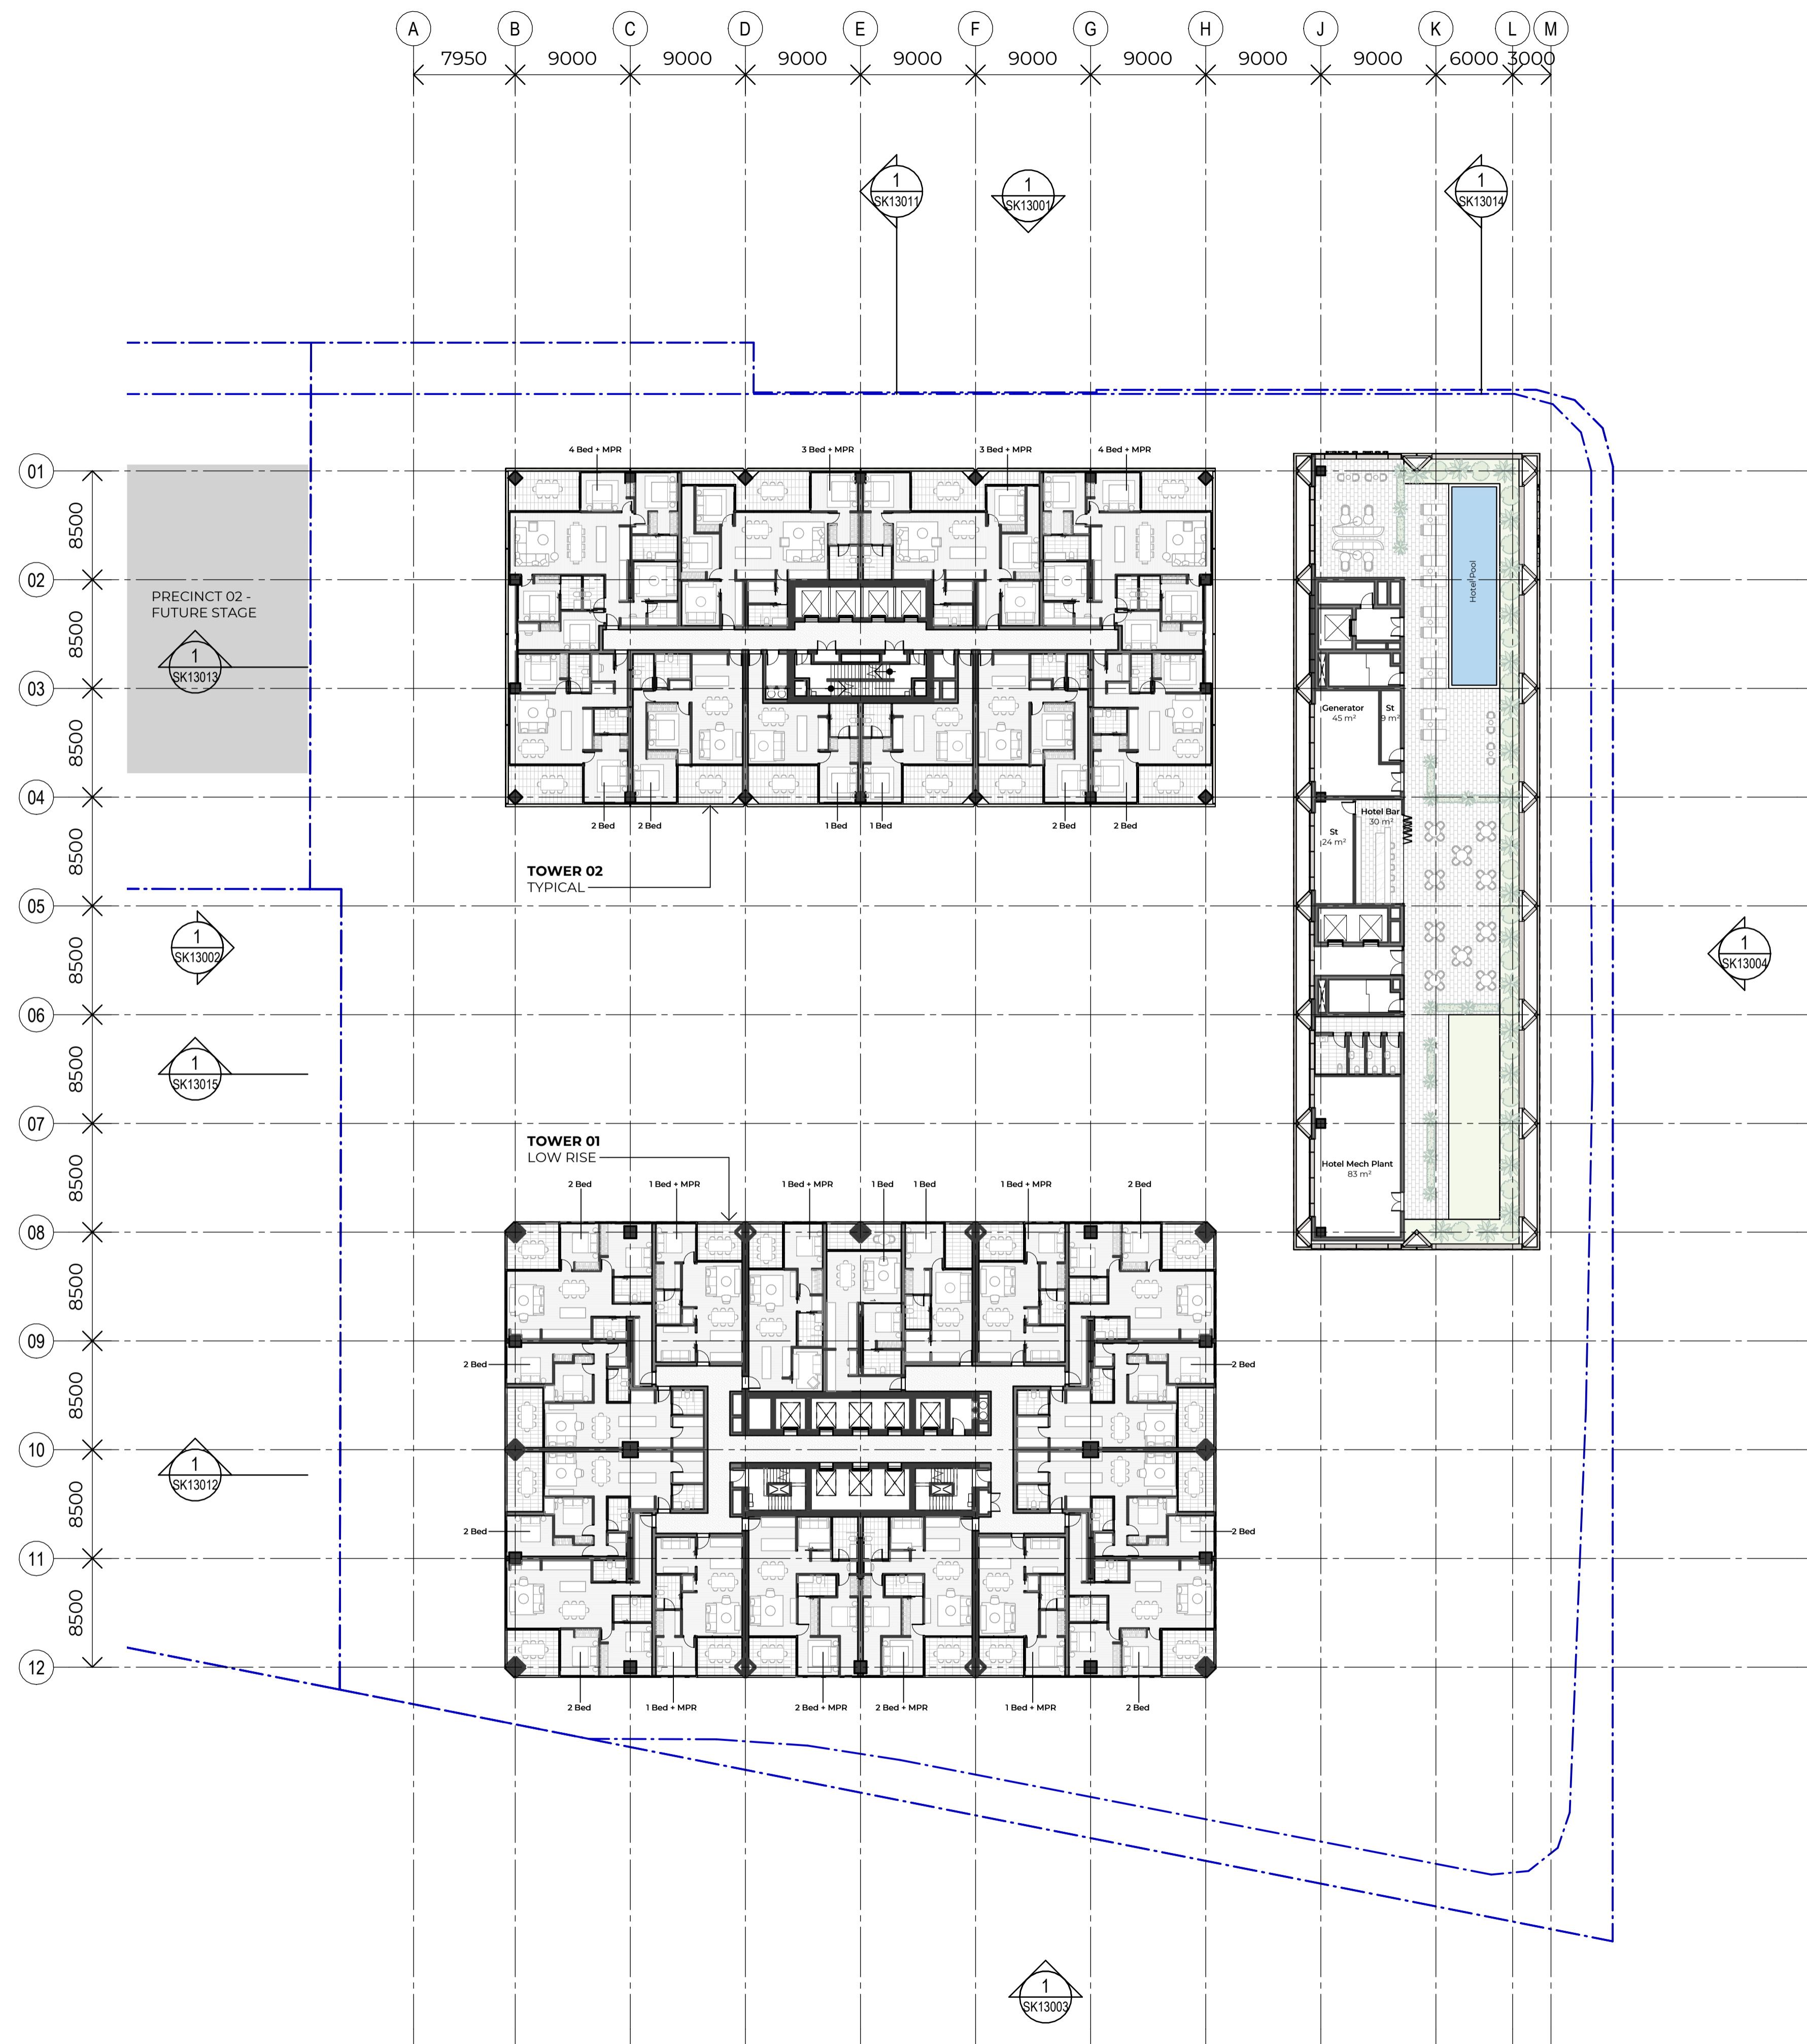 A B C D E F G H J K L M
7950 9000 9000 9000 9000 9000 9000 9000 9000 6000 3000
1
SK13011
1
SK13001
1
SK13014
01
02
03
04
05
06
07
08
09
10
11
12
8500
8500
8500
8500
8500
8500
8500
8500
8500
8500
8500
PRECINCT 02 -
FUTURE STAGE
1
SK13013
1
SK13002
1
SK13015
1
SK13012
4 Bed + MPR
3 Bed + MPR
3 Bed + MPR
4 Bed + MPR
2 Bed
2 Bed
1 Bed
1 Bed
2 Bed
2 Bed
TOWER 02
TYPICAL
Hotel Pool
Generator
45 m²
St
9 m²
Hotel Bar
30 m²
St
24 m²
Hotel Mech Plant
83 m²
1
SK13004
TOWER 01
LOW RISE
2 Bed
1 Bed + MPR
1 Bed + MPR
1 Bed
1 Bed
1 Bed + MPR
2 Bed
2 Bed
2 Bed
2 Bed
2 Bed
2 Bed
1 Bed + MPR
2 Bed + MPR
2 Bed + MPR
1 Bed + MPR
2 Bed
1
SK13003